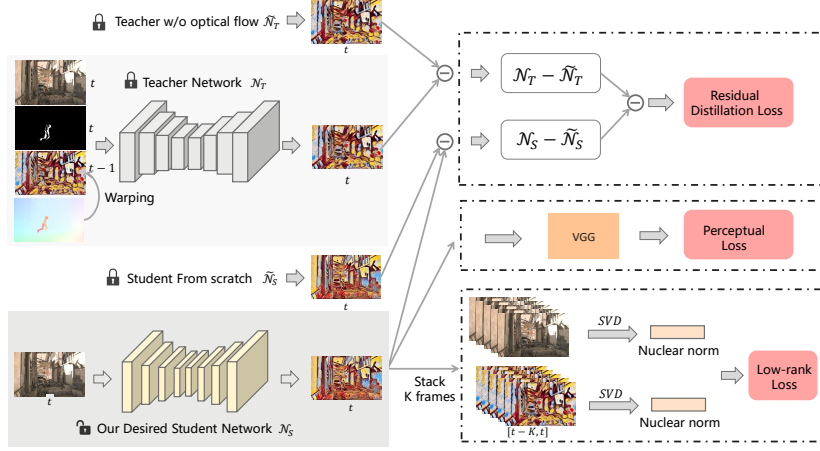 Teacher w/o optical flow Ñ_T
t
Teacher Network N_T
t
t
t − 1
Warping
t
Student From scratch Ñ_S
t
t
t
Our Desired Student Network N_S
Stack
K frames
N_T − Ñ_T
N_S − Ñ_S
Residual
Distillation Loss
VGG
Perceptual
Loss
SVD
Nuclear norm
SVD
Nuclear norm
[t − K, t]
Low-rank
Loss